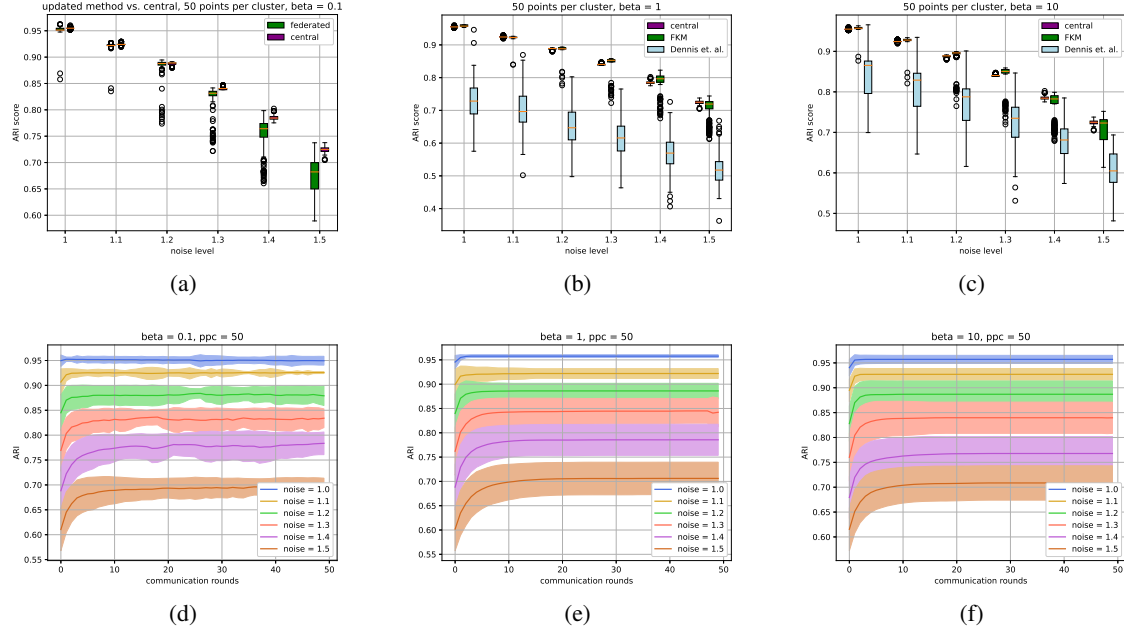 updated method vs. central, 50 points per cluster, beta = 0.1
federated
central
ARI score
0.95
0.90
0.85
0.80
0.75
0.70
0.65
0.60
1
1.1
1.2
1.3
1.4
1.5
noise level
(a)
50 points per cluster, beta = 1
central
FKM
Dennis et. al.
ARI score
0.9
0.8
0.7
0.6
0.5
0.4
1
1.1
1.2
1.3
1.4
1.5
noise level
(b)
50 points per cluster, beta = 10
central
FKM
Dennis et. al.
ARI score
0.9
0.8
0.7
0.6
0.5
1
1.1
1.2
1.3
1.4
1.5
noise level
(c)
beta = 0.1, ppc = 50
ARI
0.95
0.90
0.85
0.80
0.75
0.70
0.65
0.60
0.55
noise = 1.0
noise = 1.1
noise = 1.2
noise = 1.3
noise = 1.4
noise = 1.5
0
10
20
30
40
50
communication rounds
(d)
beta = 1, ppc = 50
ARI
0.95
0.90
0.85
0.80
0.75
0.70
0.65
0.60
0.55
noise = 1.0
noise = 1.1
noise = 1.2
noise = 1.3
noise = 1.4
noise = 1.5
0
10
20
30
40
50
communication rounds
(e)
beta = 10, ppc = 50
ARI
0.95
0.90
0.85
0.80
0.75
0.70
0.65
0.60
noise = 1.0
noise = 1.1
noise = 1.2
noise = 1.3
noise = 1.4
noise = 1.5
0
10
20
30
40
50
communication rounds
(f)